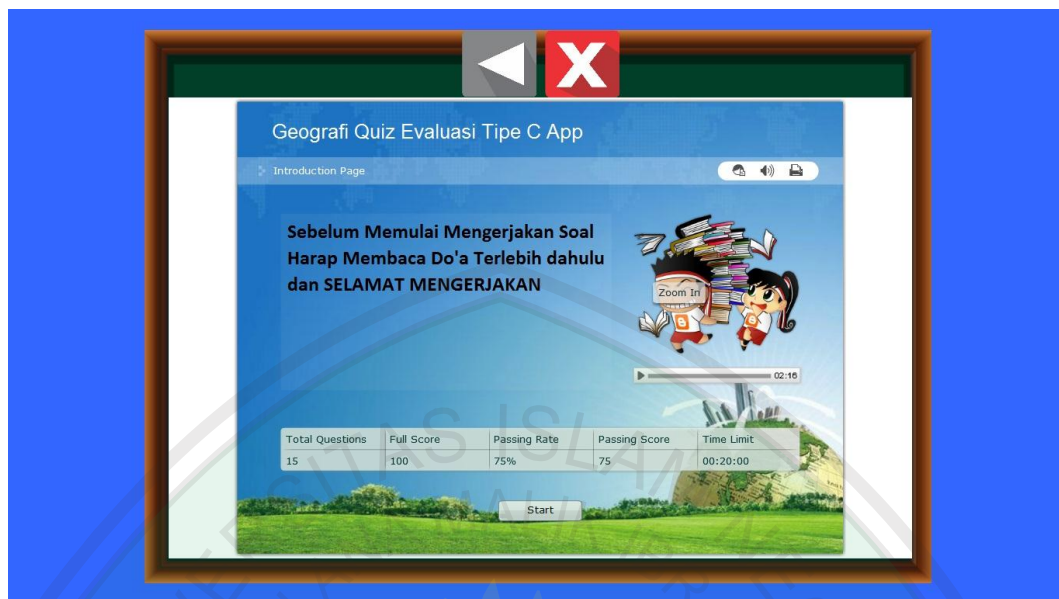 Geografi Quiz Evaluasi Tipe C App
Introduction Page
Sebelum Memulai Mengerjakan Soal
Harap Membaca Do'a Terlebih dahulu
dan SELAMAT MENGERJAKAN
Zoom In
02:16
Total Questions Full Score Passing Rate Passing Score Time Limit
15 100 75% 75 00:20:00
Start